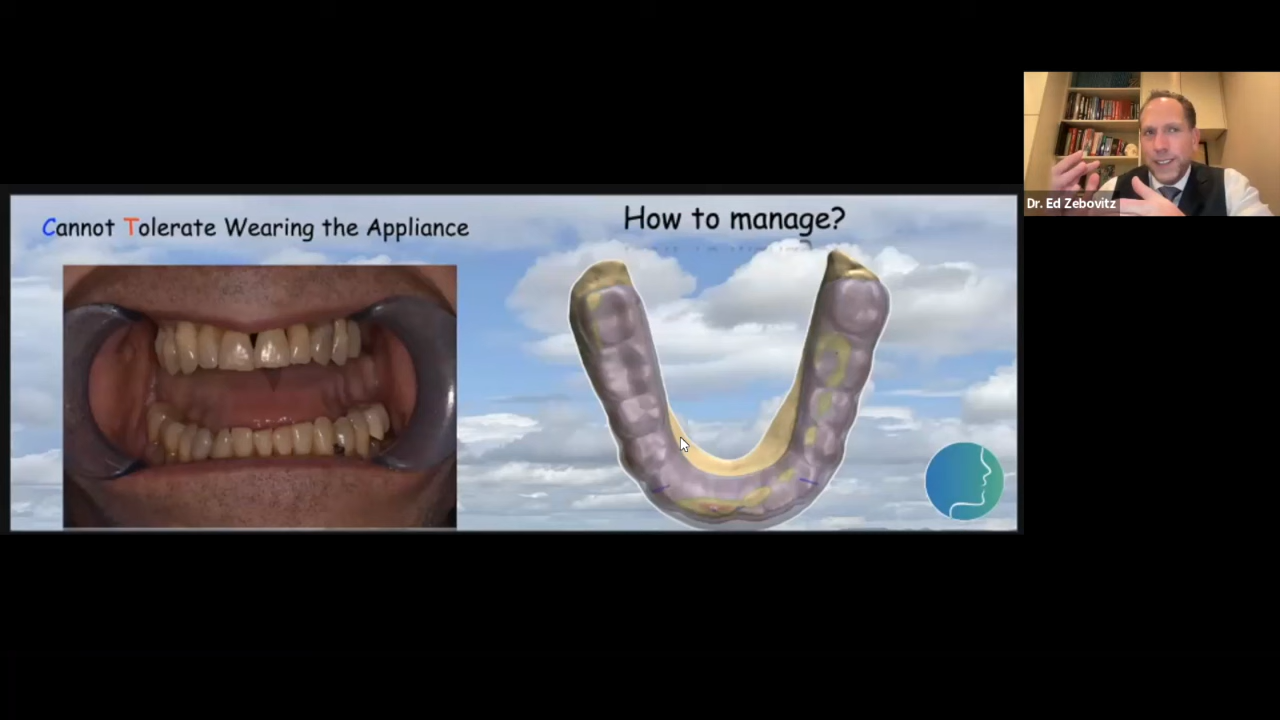 Cannot Tolerate Wearing the Appliance
How to manage?
Dr. Ed Zebovitz